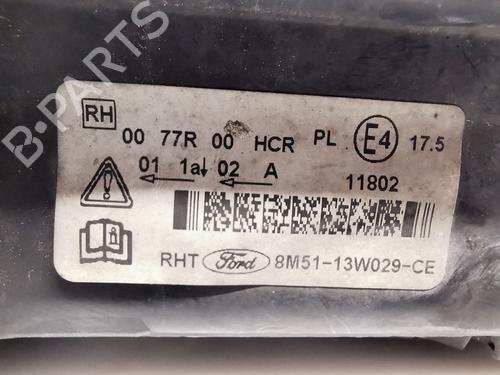 RH
00 77R 00 HCR PL E4 17.5
01 1a 02 A
11802
RHT Ford 8M51-13W029-CE
B-PARTS